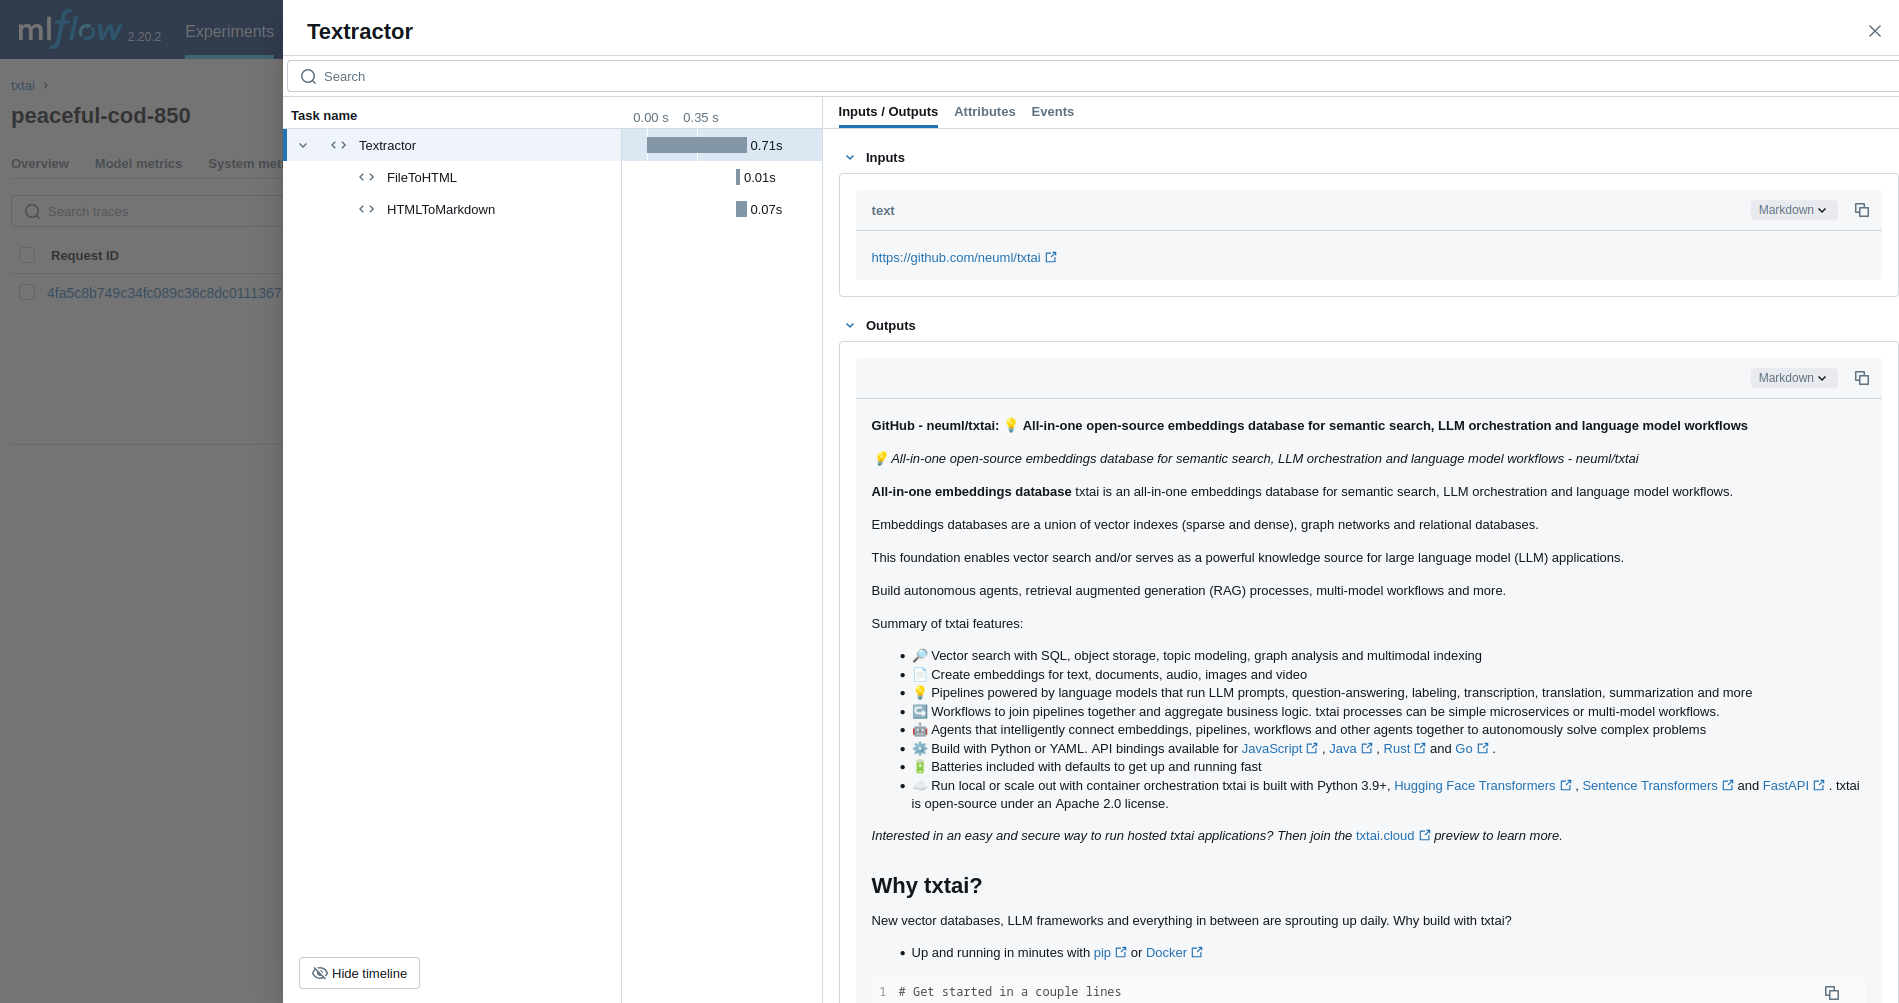 mlflow 2.20.2 Experiments
txtai
peaceful-cod-850
Overview Model metrics System met
Search traces
Request ID
4fa5c8b749c34fc089c36c8dc0111367
Textractor
Search
Task name 0.00 s 0.35 s
Textractor 0.71s
FileToHTML 0.01s
HTMLToMarkdown 0.07s
Hide timeline
Inputs / Outputs Attributes Events
Inputs
text Markdown
https://github.com/neuml/txtai
Outputs
Markdown
GitHub - neuml/txtai: 💡 All-in-one open-source embeddings database for semantic search, LLM orchestration and language model workflows
💡 All-in-one open-source embeddings database for semantic search, LLM orchestration and language model workflows - neuml/txtai
All-in-one embeddings database txtai is an all-in-one embeddings database for semantic search, LLM orchestration and language model workflows.
Embeddings databases are a union of vector indexes (sparse and dense), graph networks and relational databases.
This foundation enables vector search and/or serves as a powerful knowledge source for large language model (LLM) applications.
Build autonomous agents, retrieval augmented generation (RAG) processes, multi-model workflows and more.
Summary of txtai features:
• 🔎 Vector search with SQL, object storage, topic modeling, graph analysis and multimodal indexing
• 📄 Create embeddings for text, documents, audio, images and video
• 💡 Pipelines powered by language models that run LLM prompts, question-answering, labeling, transcription, translation, summarization and more
• ↪️ Workflows to join pipelines together and aggregate business logic. txtai processes can be simple microservices or multi-model workflows.
• 🤖 Agents that intelligently connect embeddings, pipelines, workflows and other agents together to autonomously solve complex problems
• ⚙️ Build with Python or YAML. API bindings available for JavaScript , Java , Rust and Go .
• 🔋 Batteries included with defaults to get up and running fast
• ☁️ Run local or scale out with container orchestration txtai is built with Python 3.9+, Hugging Face Transformers , Sentence Transformers and FastAPI . txtai
is open-source under an Apache 2.0 license.
Interested in an easy and secure way to run hosted txtai applications? Then join the txtai.cloud preview to learn more.
Why txtai?
New vector databases, LLM frameworks and everything in between are sprouting up daily. Why build with txtai?
• Up and running in minutes with pip or Docker
1 # Get started in a couple lines